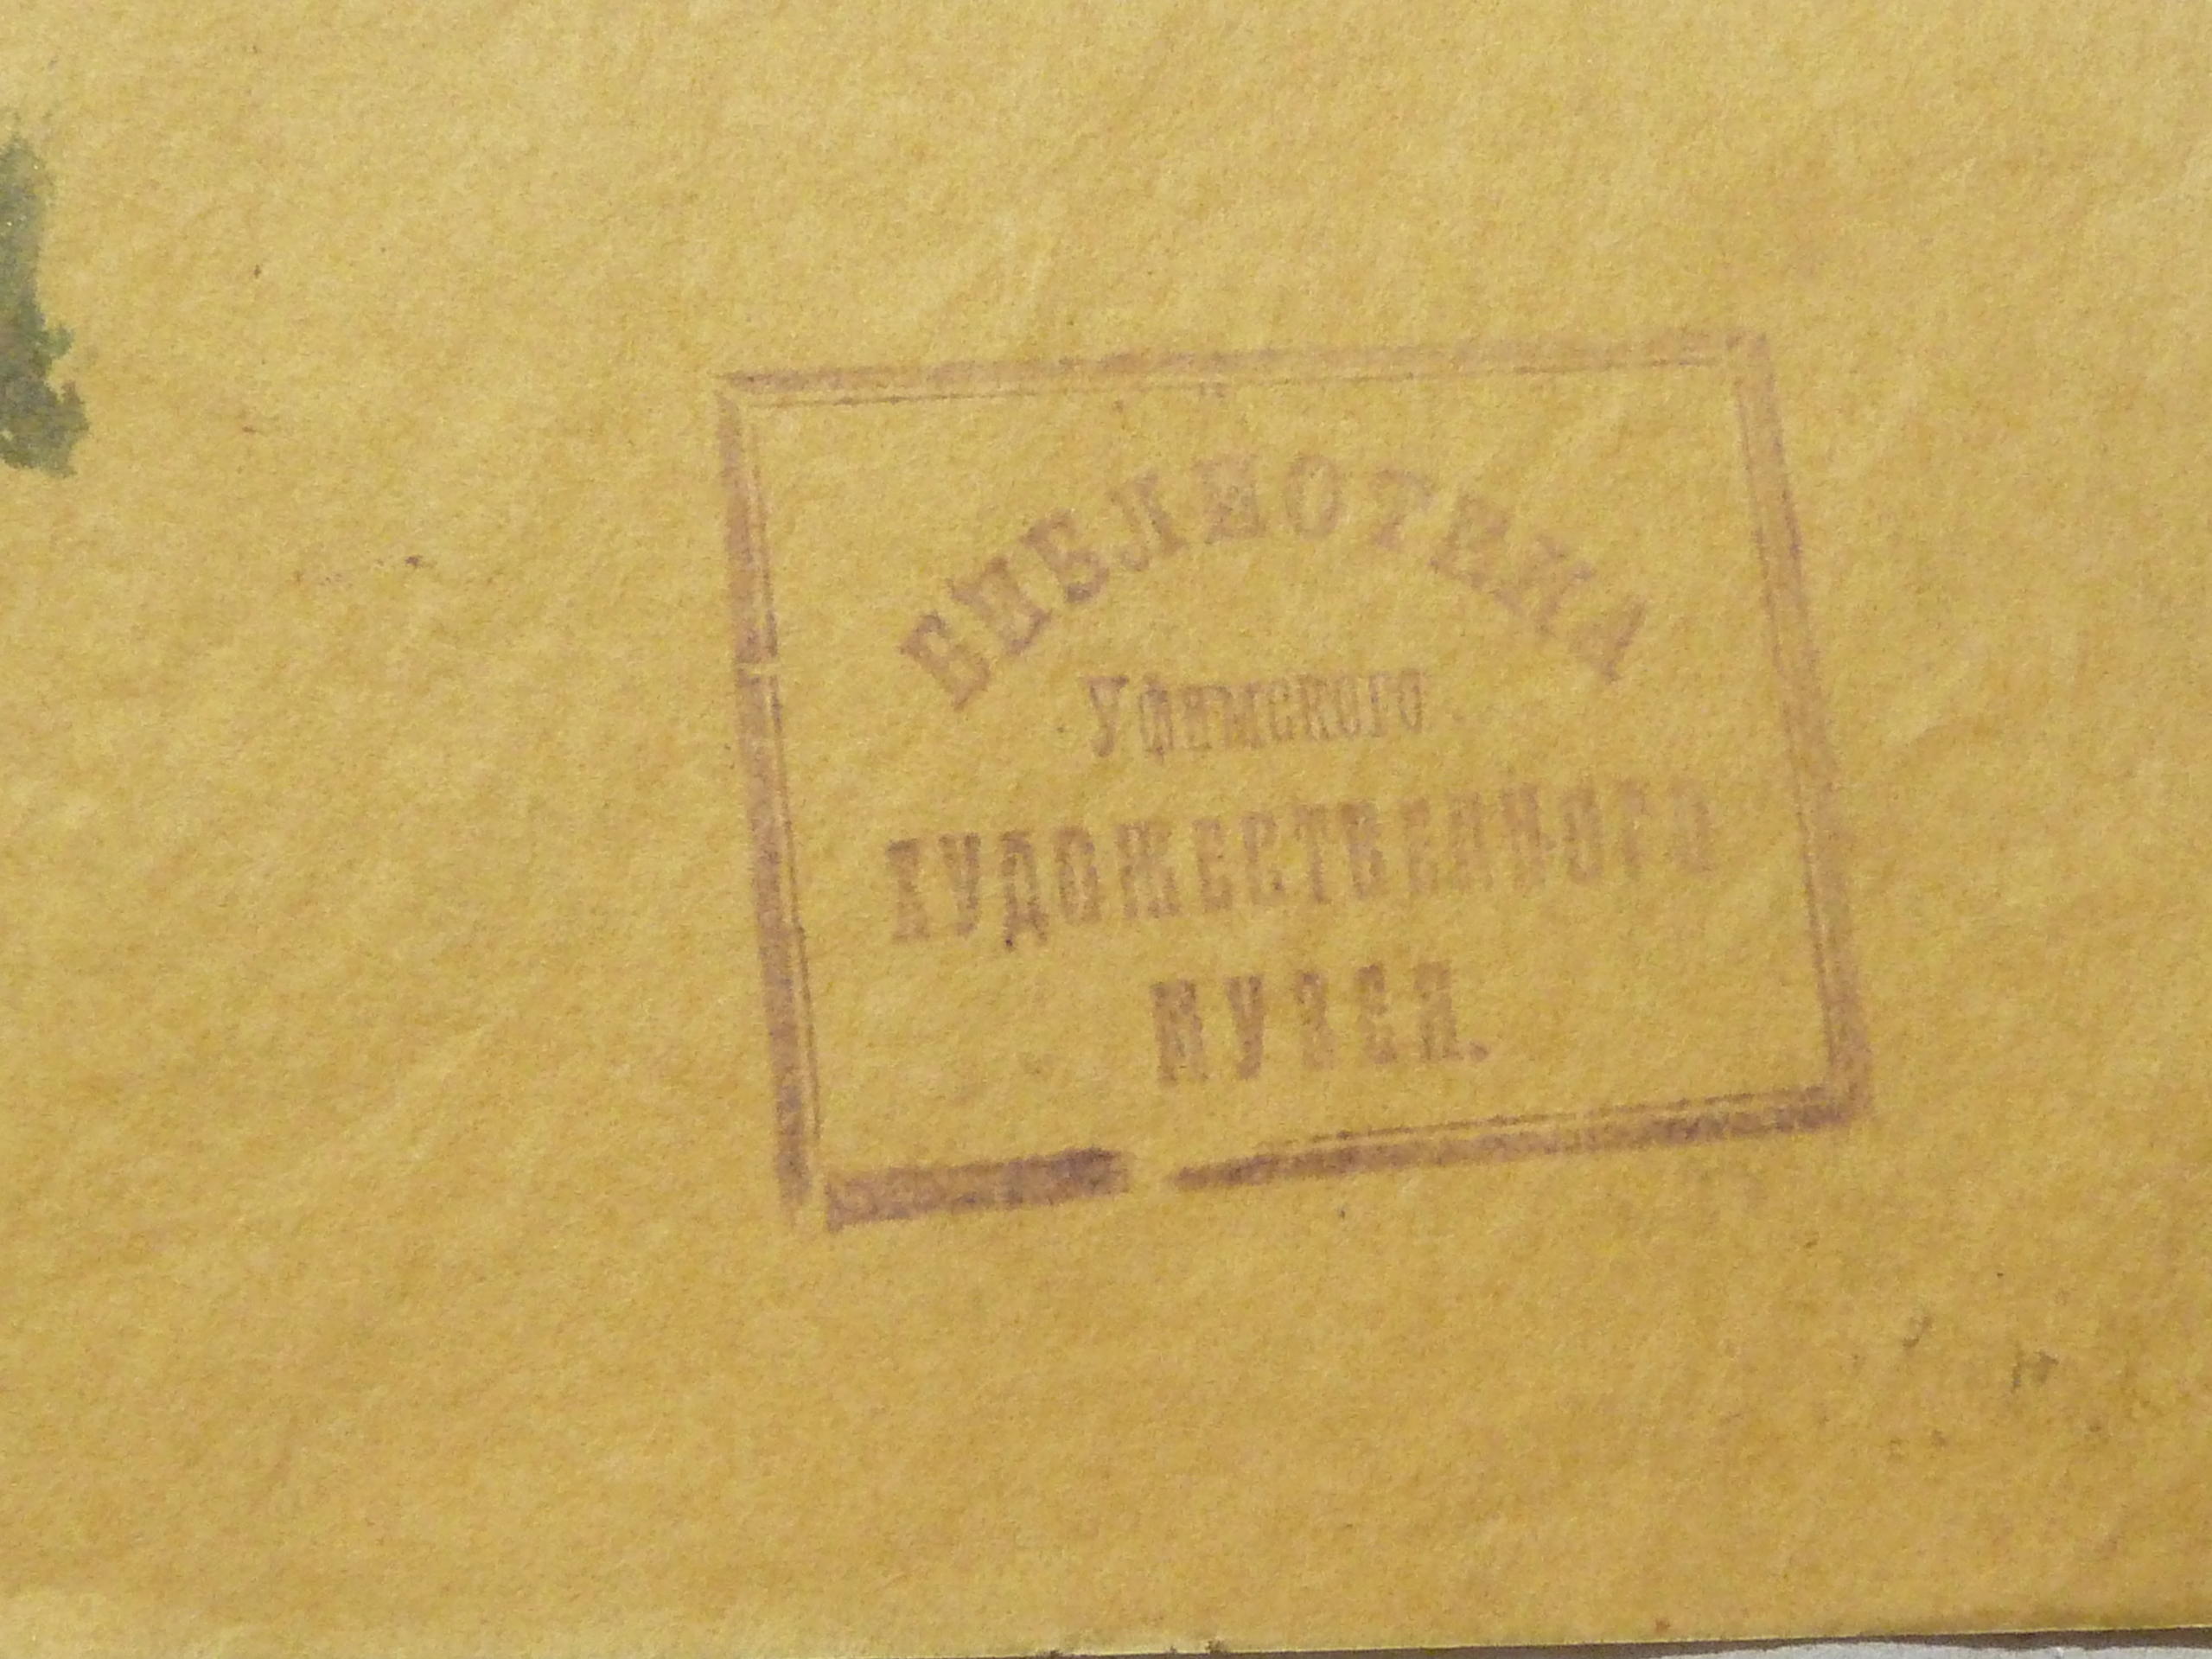 БИБЛИОТЕКА
Уфимского
ХУДОЖЕСТВЕННОГО
МУЗЕЯ.